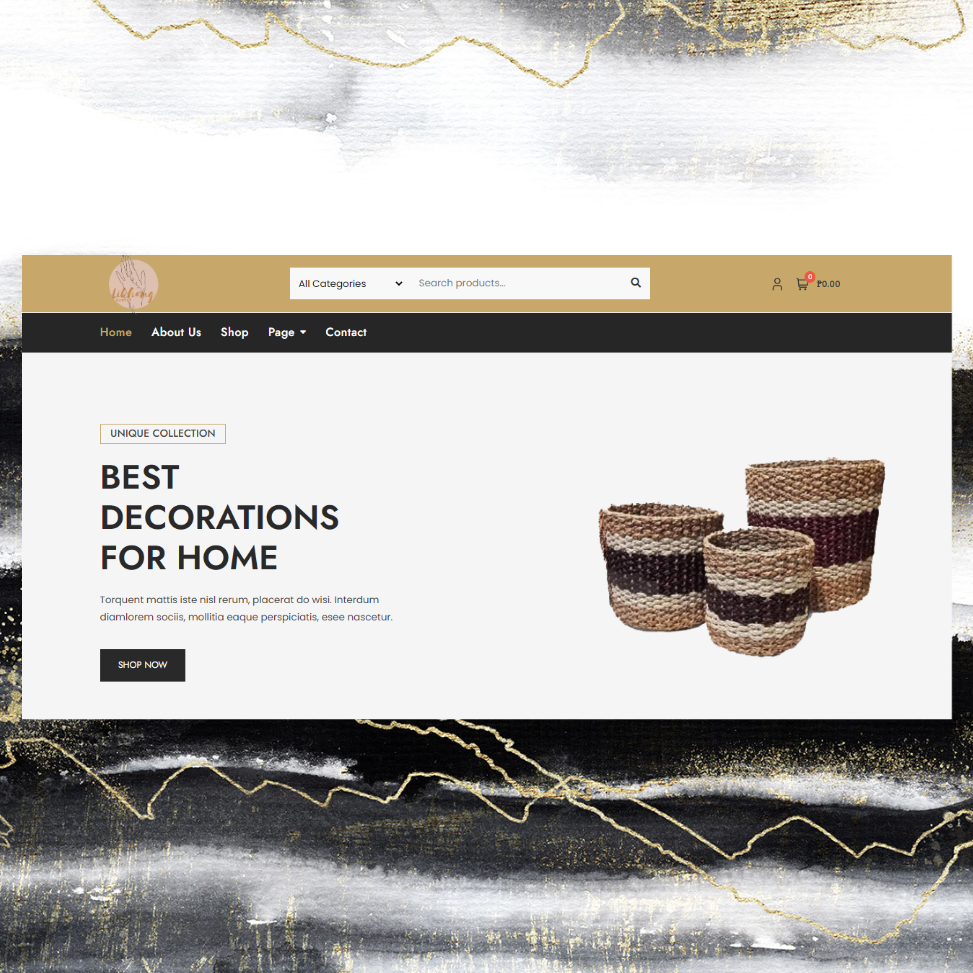 Likhang
All Categories
Search products...
0
₱0.00
Home
About Us
Shop
Page
Contact
UNIQUE COLLECTION
BEST
DECORATIONS
FOR HOME
Torquent mattis iste nisl rerum, placerat do wisi. Interdum
diamlorem sociis, mollitia eaque perspiciatis, esee nascetur.
SHOP NOW